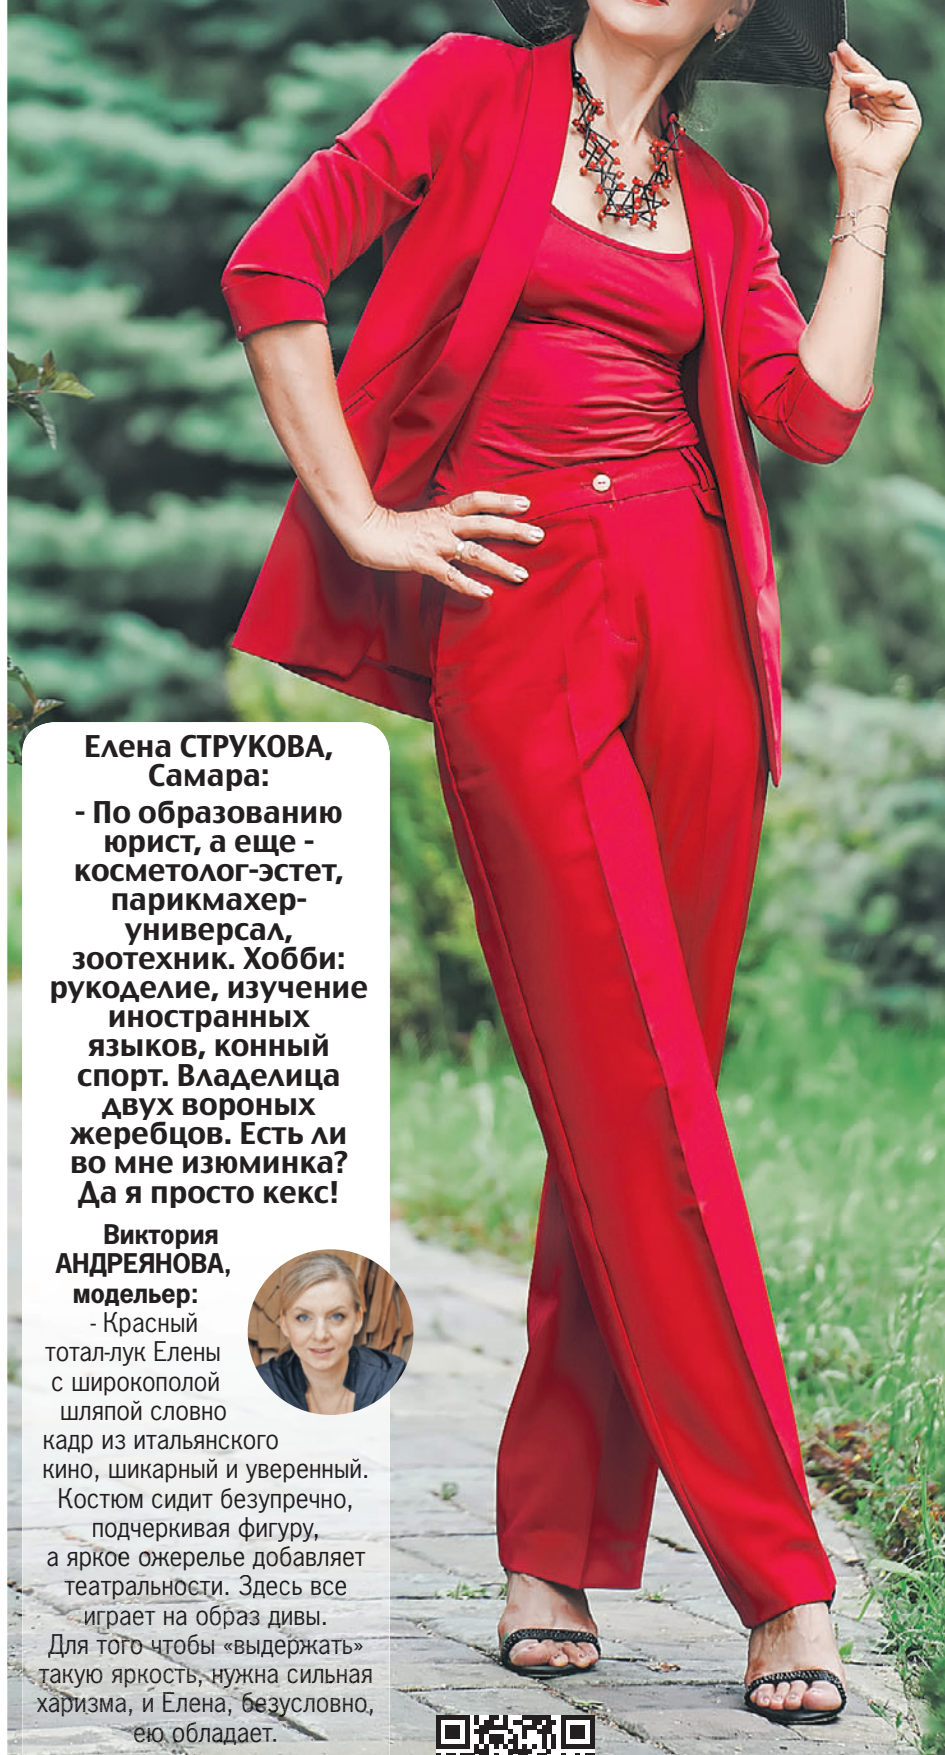 Елена СТРУКОВА,
Самара:
- По образованию
юрист, а еще -
косметолог-эстет,
парикмахер-
универсал,
зоотехник. Хобби:
рукоделие, изучение
иностранных
языков, конный
спорт. Владелица
двух вороных
жеребцов. Есть ли
во мне изюминка?
Да я просто кекс!
Виктория
АНДРЕЯНОВА,
модельер:
- Красный
тотал-лук Елены
с широкополой
шляпой словно
кадр из итальянского
кино, шикарный и уверенный.
Костюм сидит безупречно,
подчеркивая фигуру,
а яркое ожерелье добавляет
театральности. Здесь все
играет на образ дивы.
Для того чтобы «выдержать»
такую яркость, нужна сильная
харизма, и Елена, безусловно,
ею обладает.